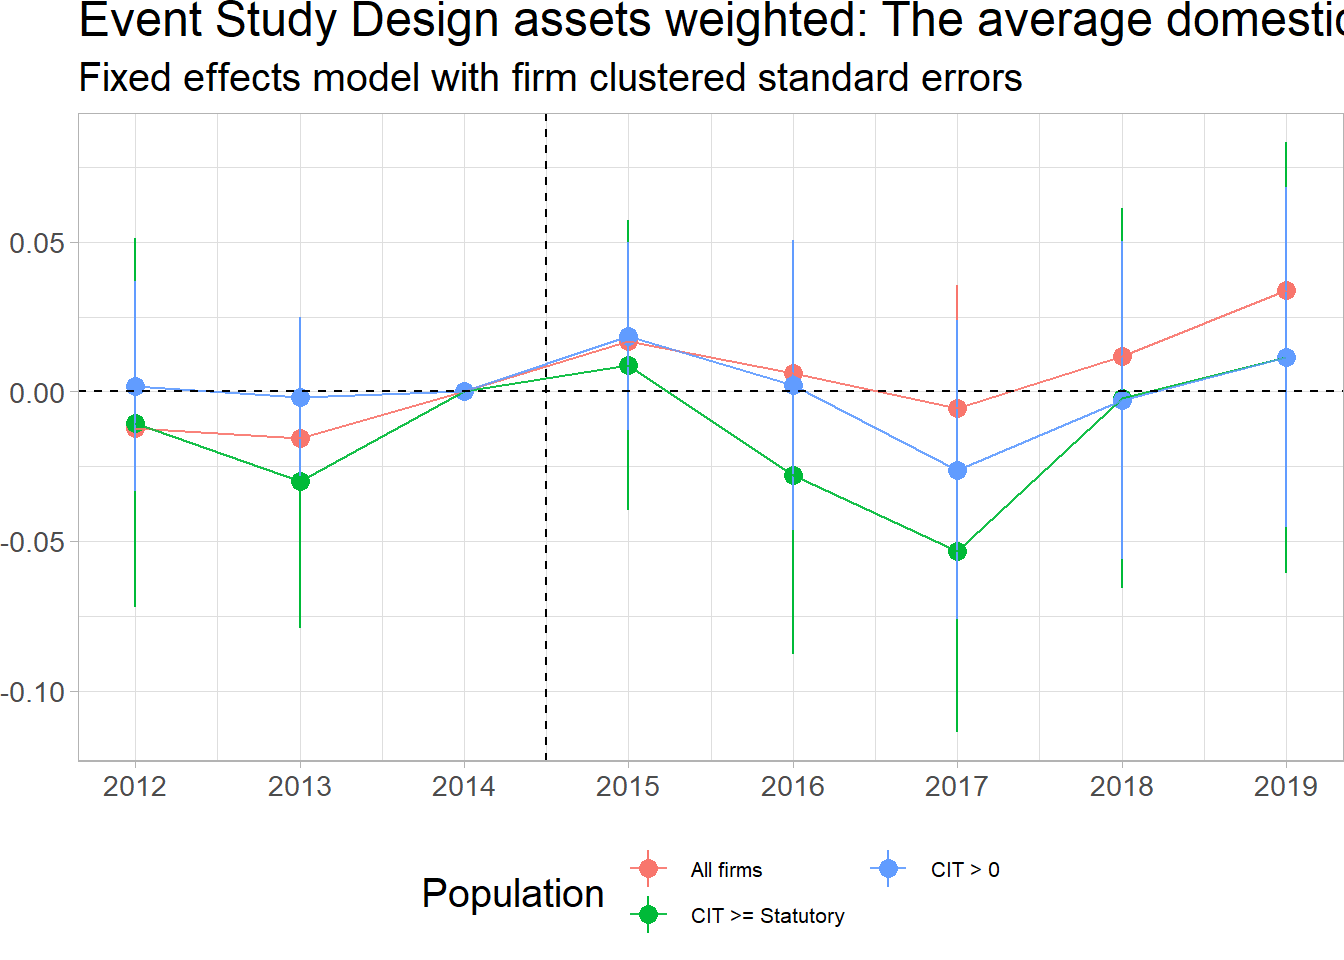 Event Study Design assets weighted: The average domestic
Fixed effects model with firm clustered standard errors
0.05
0.00
-0.05
-0.10
2012 2013 2014 2015 2016 2017 2018 2019
Population
All firms
CIT > 0
CIT >= Statutory